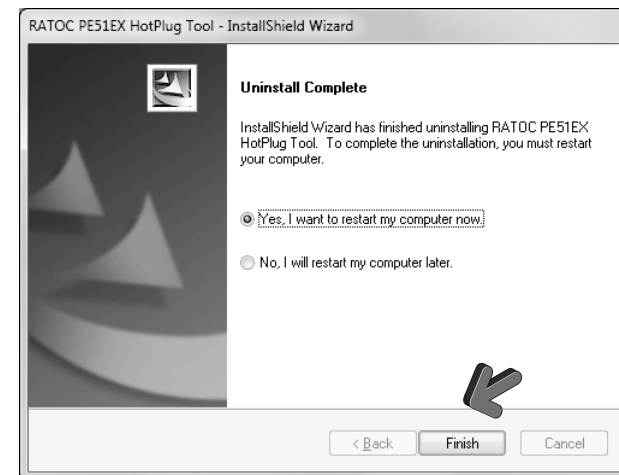 RATOC PE51EX HotPlug Tool - InstallShield Wizard
Uninstall Complete
InstallShield Wizard has finished uninstalling RATOC PE51EX
HotPlug Tool. To complete the uninstallation, you must restart
your computer.
Yes, I want to restart my computer now.
No, I will restart my computer later.
< Back Finish Cancel